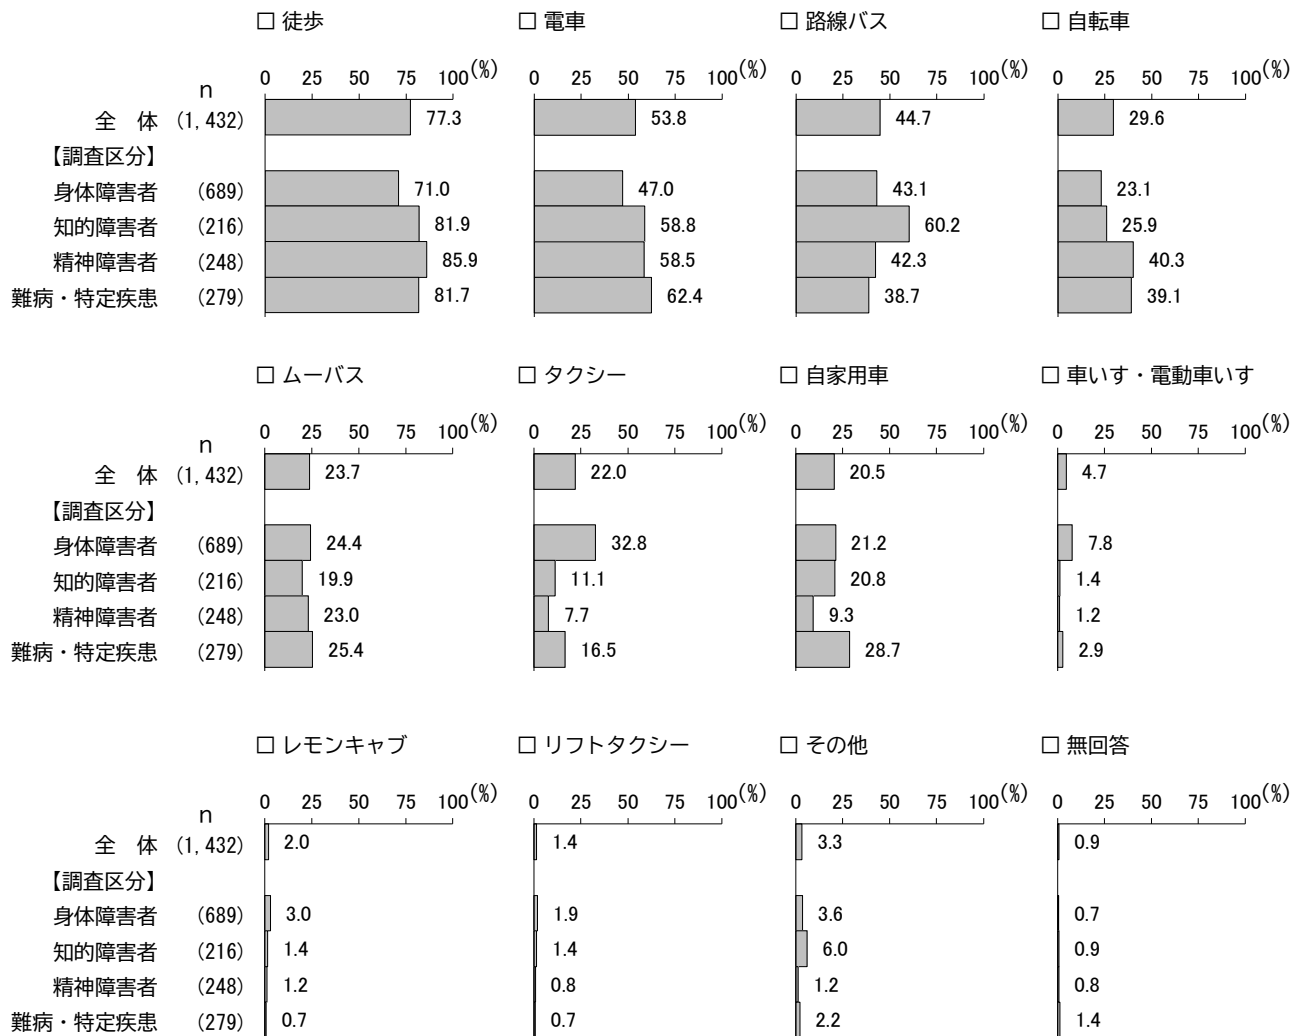 □ 徒歩 □ 電車 □ 路線バス □ 自転車
0 25 50 75 100(%) 0 25 50 75 100(%) 0 25 50 75 100(%) 0 25 50 75 100(%)
n
全 体 (1,432) 77.3 53.8 44.7 29.6
【調査区分】
身体障害者 (689) 71.0 47.0 43.1 23.1
知的障害者 (216) 81.9 58.8 60.2 25.9
精神障害者 (248) 85.9 58.5 42.3 40.3
難病・特定疾患 (279) 81.7 62.4 38.7 39.1
□ ムーバス □ タクシー □ 自家用車 □ 車いす・電動車いす
0 25 50 75 100(%) 0 25 50 75 100(%) 0 25 50 75 100(%) 0 25 50 75 100(%)
n
全 体 (1,432) 23.7 22.0 20.5 4.7
【調査区分】
身体障害者 (689) 24.4 32.8 21.2 7.8
知的障害者 (216) 19.9 11.1 20.8 1.4
精神障害者 (248) 23.0 7.7 9.3 1.2
難病・特定疾患 (279) 25.4 16.5 28.7 2.9
□ レモンキャブ □ リフトタクシー □ その他 □ 無回答
0 25 50 75 100(%) 0 25 50 75 100(%) 0 25 50 75 100(%) 0 25 50 75 100(%)
n
全 体 (1,432) 2.0 1.4 3.3 0.9
【調査区分】
身体障害者 (689) 3.0 1.9 3.6 0.7
知的障害者 (216) 1.4 1.4 6.0 0.9
精神障害者 (248) 1.2 0.8 1.2 0.8
難病・特定疾患 (279) 0.7 0.7 2.2 1.4